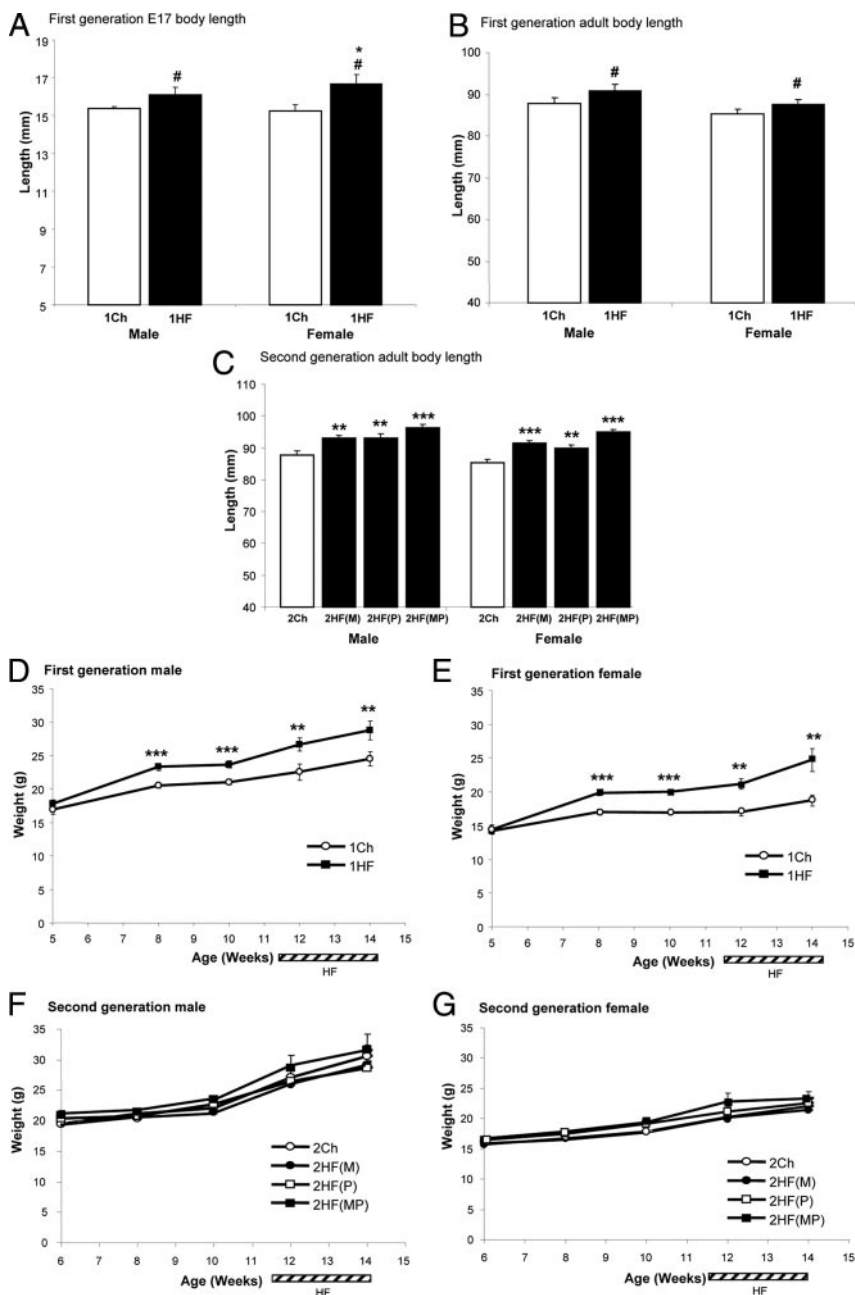 A First generation E17 body length
19
17
15
13
11
9
7
5
Length (mm)
#
*
#
1Ch 1HF 1Ch 1HF
Male Female
B First generation adult body length
100
90
80
70
60
50
40
Length (mm)
#
#
1Ch 1HF 1Ch 1HF
Male Female
C Second generation adult body length
110
100
90
80
70
60
50
40
Length (mm)
** ** *** *** ** ***
2Ch 2HF(M) 2HF(P) 2HF(MP) 2Ch 2HF(M) 2HF(P) 2HF(MP)
Male Female
D First generation male
35
30
25
20
15
10
5
0
Weight (g)
*** *** ** **
1Ch
1HF
5 6 7 8 9 10 11 12 13 14 15
Age (Weeks)
HF
E First generation female
35
30
25
20
15
10
5
0
Weight (g)
*** *** ** **
1Ch
1HF
5 6 7 8 9 10 11 12 13 14 15
Age (Weeks)
HF
F Second generation male
35
30
25
20
15
10
5
0
Weight (g)
2Ch
2HF(M)
2HF(P)
2HF(MP)
6 7 8 9 10 11 12 13 14 15
Age (Weeks)
HF
G Second generation female
35
30
25
20
15
10
5
0
Weight (g)
2Ch
2HF(M)
2HF(P)
2HF(MP)
6 7 8 9 10 11 12 13 14 15
Age (Weeks)
HF